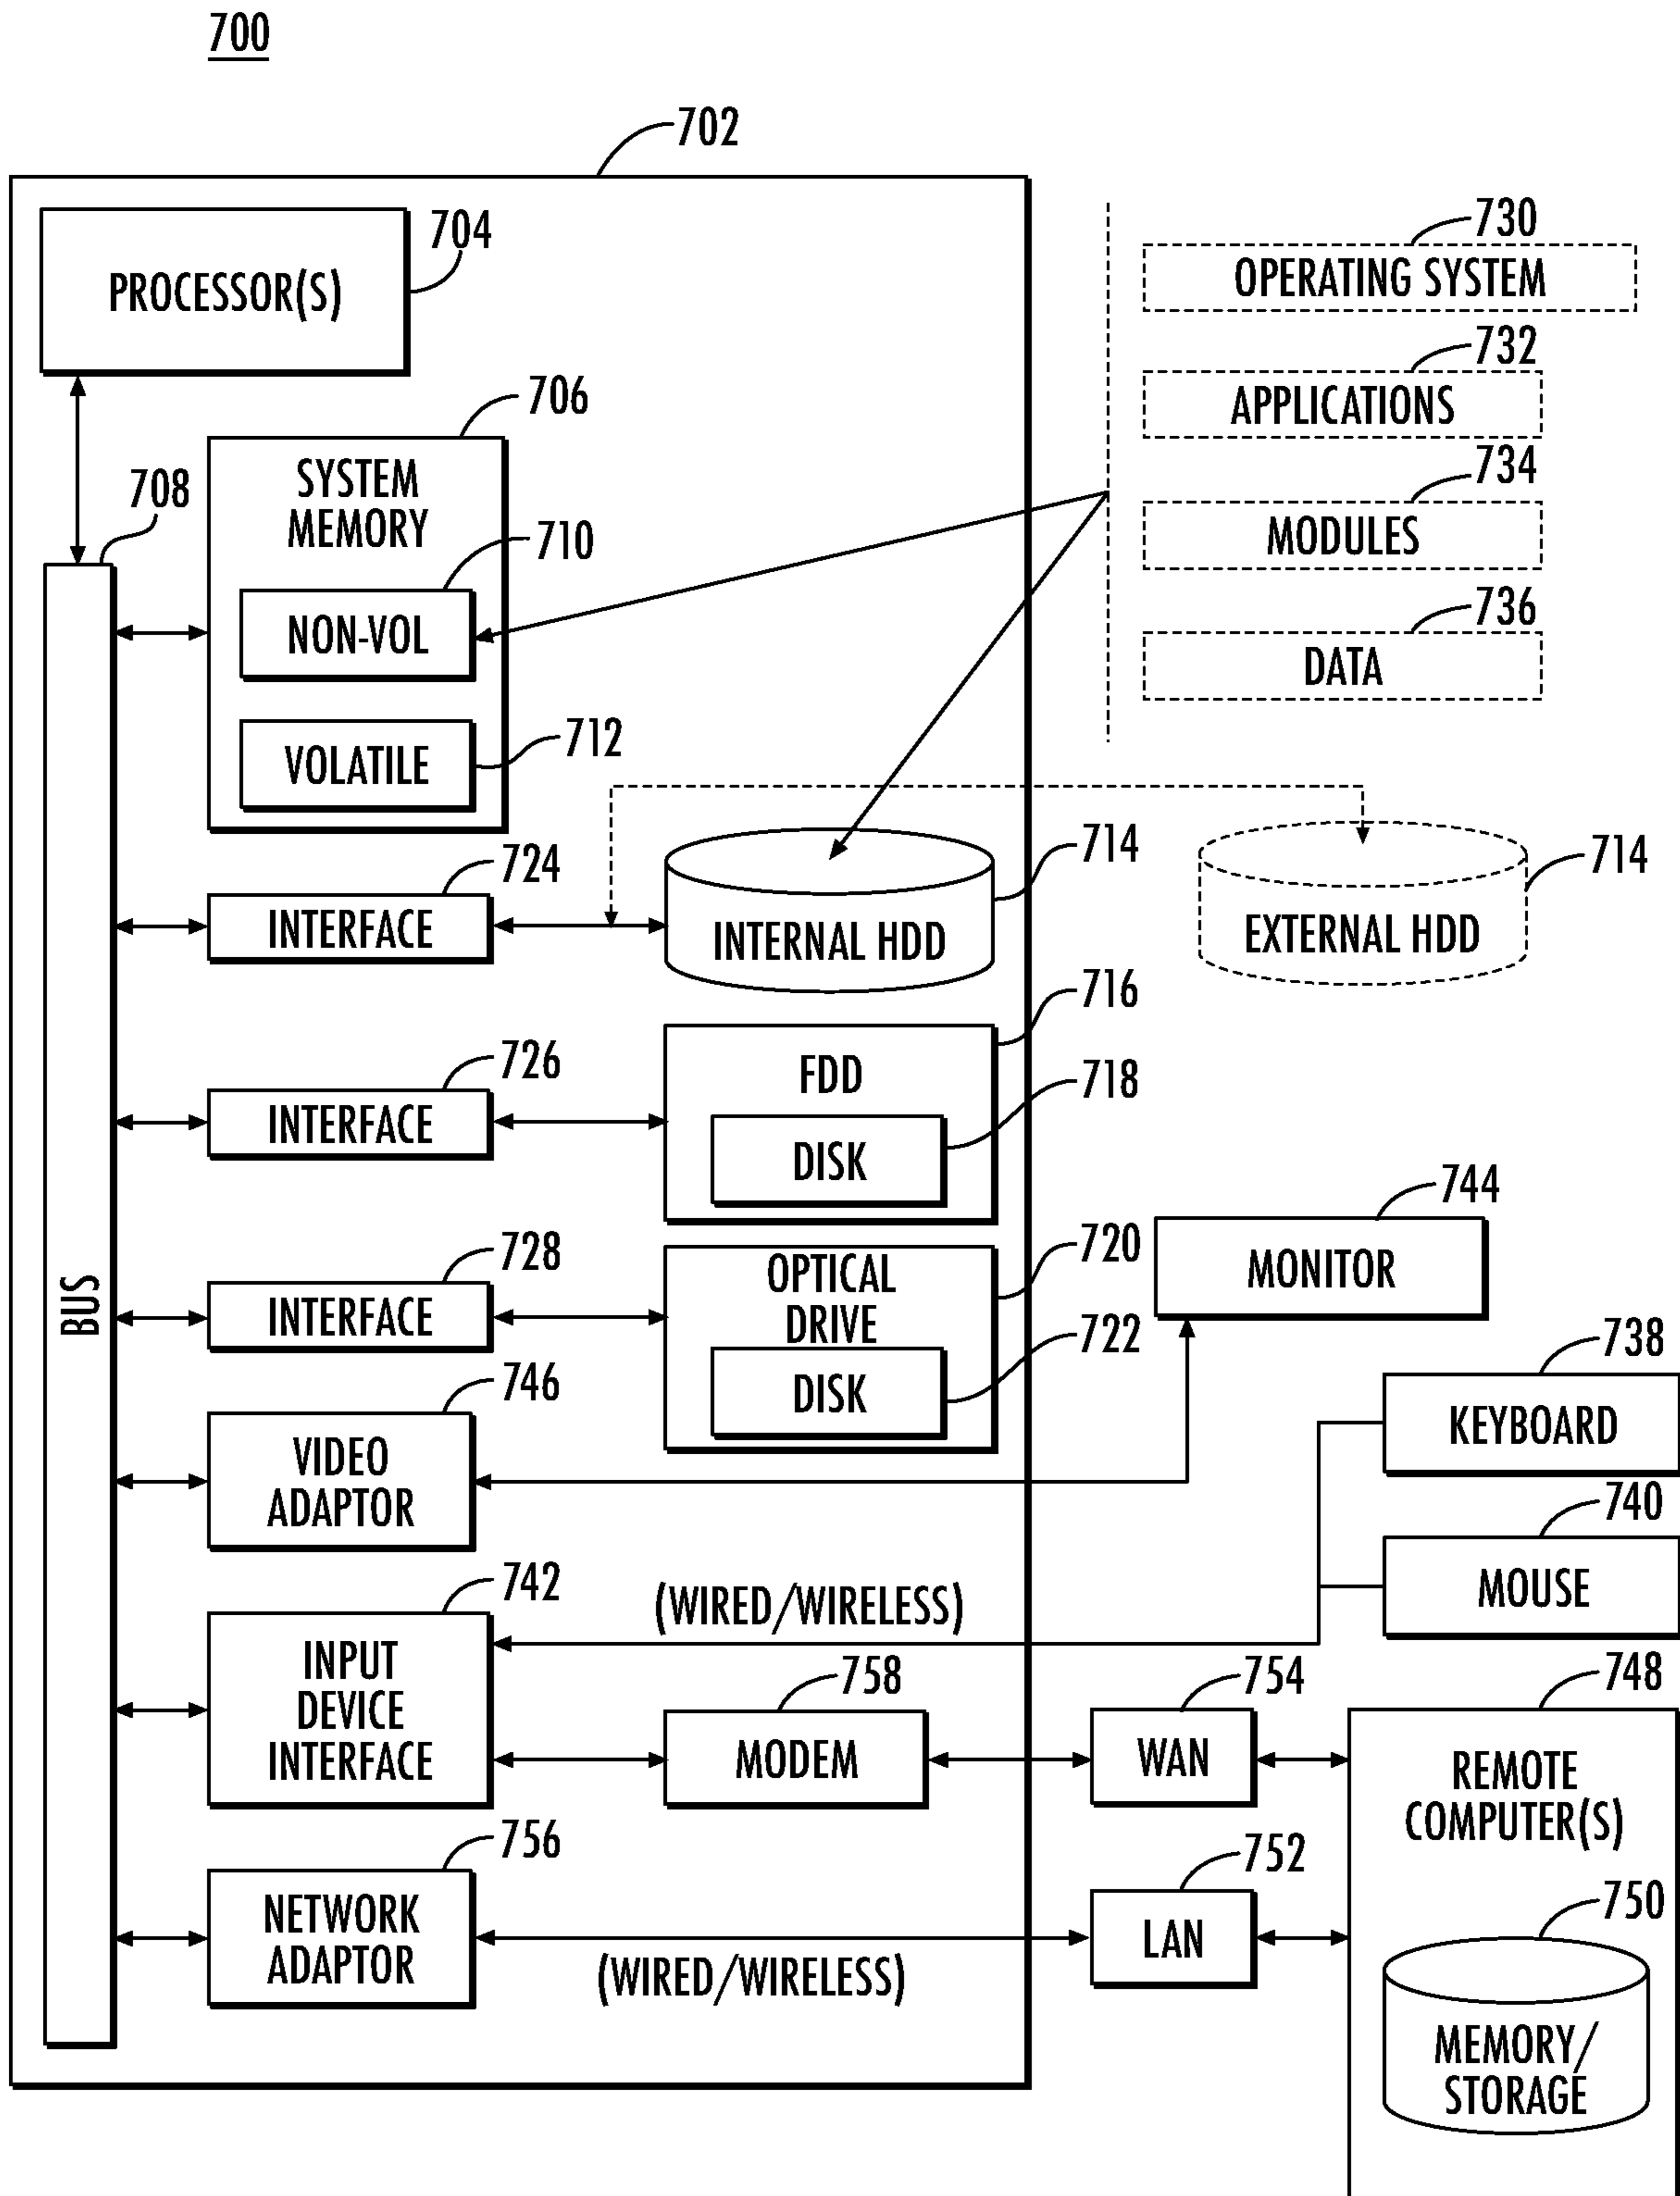 700
702
PROCESSOR(S)
704
730
OPERATING SYSTEM
732
APPLICATIONS
734
MODULES
736
DATA
706
SYSTEM
MEMORY
708
710
NON-VOL
712
VOLATILE
BUS
724
INTERFACE
714
INTERNAL HDD
714
EXTERNAL HDD
726
INTERFACE
716
FDD
718
DISK
728
INTERFACE
720
OPTICAL
DRIVE
722
DISK
744
MONITOR
746
VIDEO
ADAPTOR
738
KEYBOARD
740
MOUSE
742
INPUT
DEVICE
INTERFACE
(WIRED/WIRELESS)
758
MODEM
754
WAN
748
REMOTE
COMPUTER(S)
756
NETWORK
ADAPTOR
(WIRED/WIRELESS)
752
LAN
750
MEMORY/
STORAGE